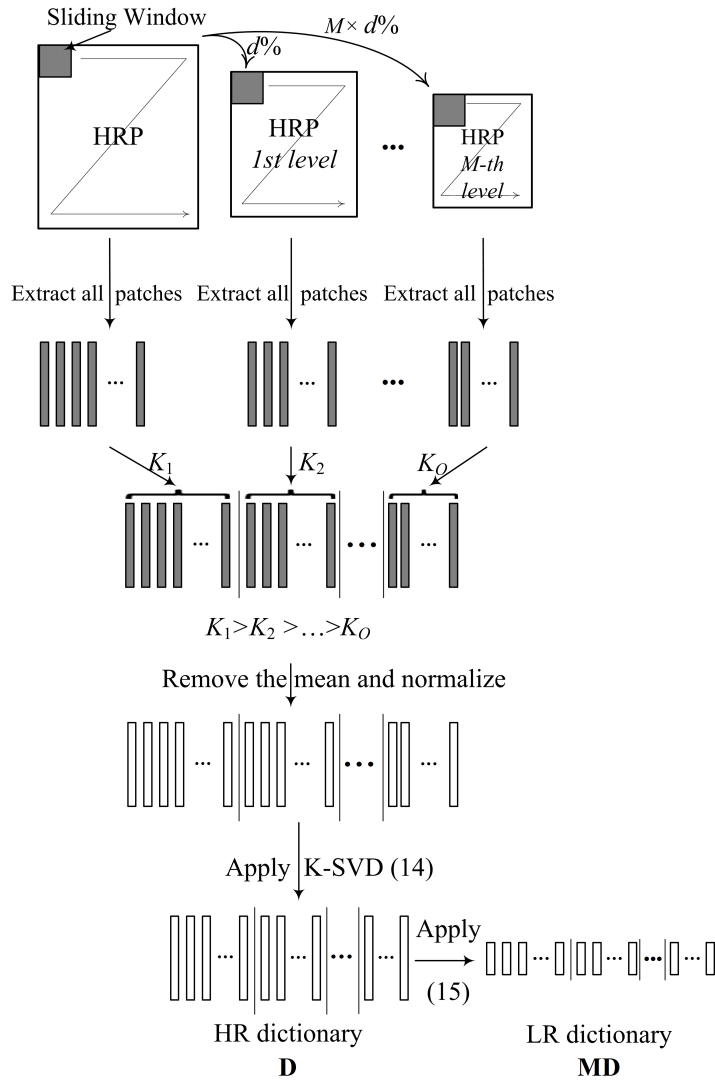 Sliding Window
d%
M× d%
HRP
HRP
1st level
...
HRP
M-th
level
Extract all patches
Extract all patches
Extract all patches
... ... ... ...
K1 K2 KO
... ... ... ...
K1>K2 >…>KO
Remove the mean and normalize
... ... ... ...
Apply K-SVD (14)
... ... ... ...
Apply
(15)
... ... ... ...
HR dictionary
D
LR dictionary
MD